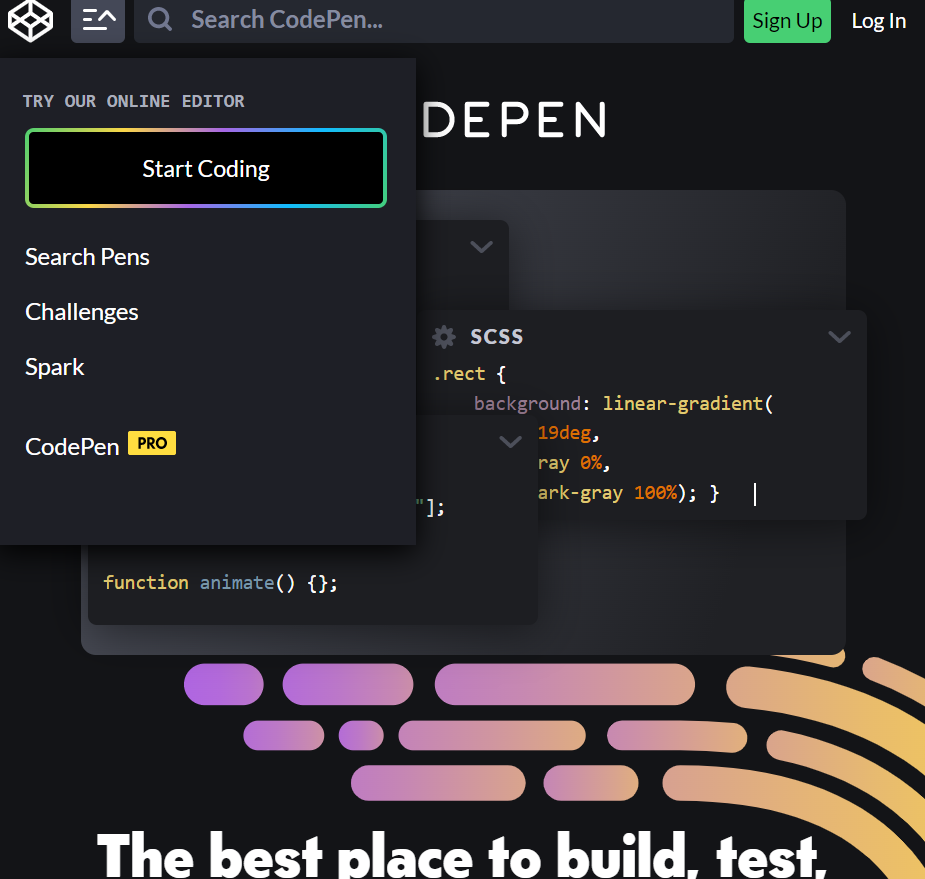 Search CodePen...
Sign Up
Log In
TRY OUR ONLINE EDITOR
Start Coding
Search Pens
Challenges
Spark
CodePen PRO
DEPEN
SCSS
.rect {
background: linear-gradient(
19deg,
ray 0%,
ark-gray 100%); }
"];
function animate() {};
The best place to build, test,